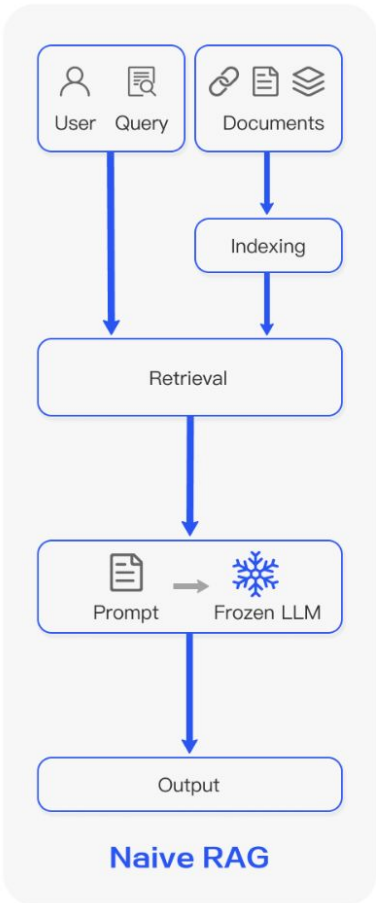 User Query
Documents
Indexing
Retrieval
Prompt
Frozen LLM
Output
Naive RAG